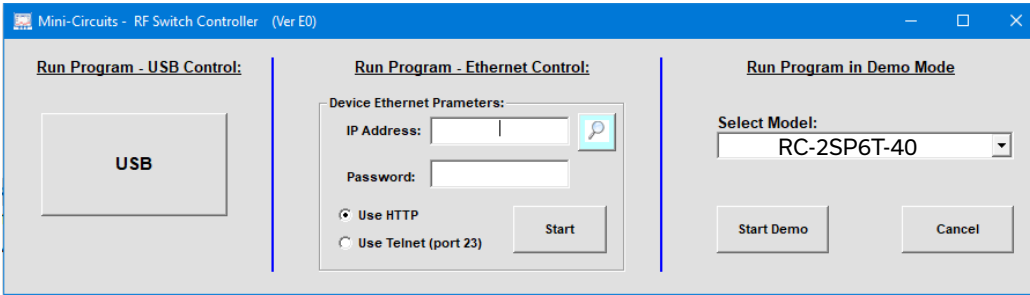 Mini-Circuits - RF Switch Controller (Ver E0)
Run Program - USB Control:
USB
Run Program - Ethernet Control:
Device Ethernet Prameters:
IP Address:
Password:
Use HTTP
Use Telnet (port 23)
Start
Run Program in Demo Mode
Select Model:
RC-2SP6T-40
Start Demo
Cancel